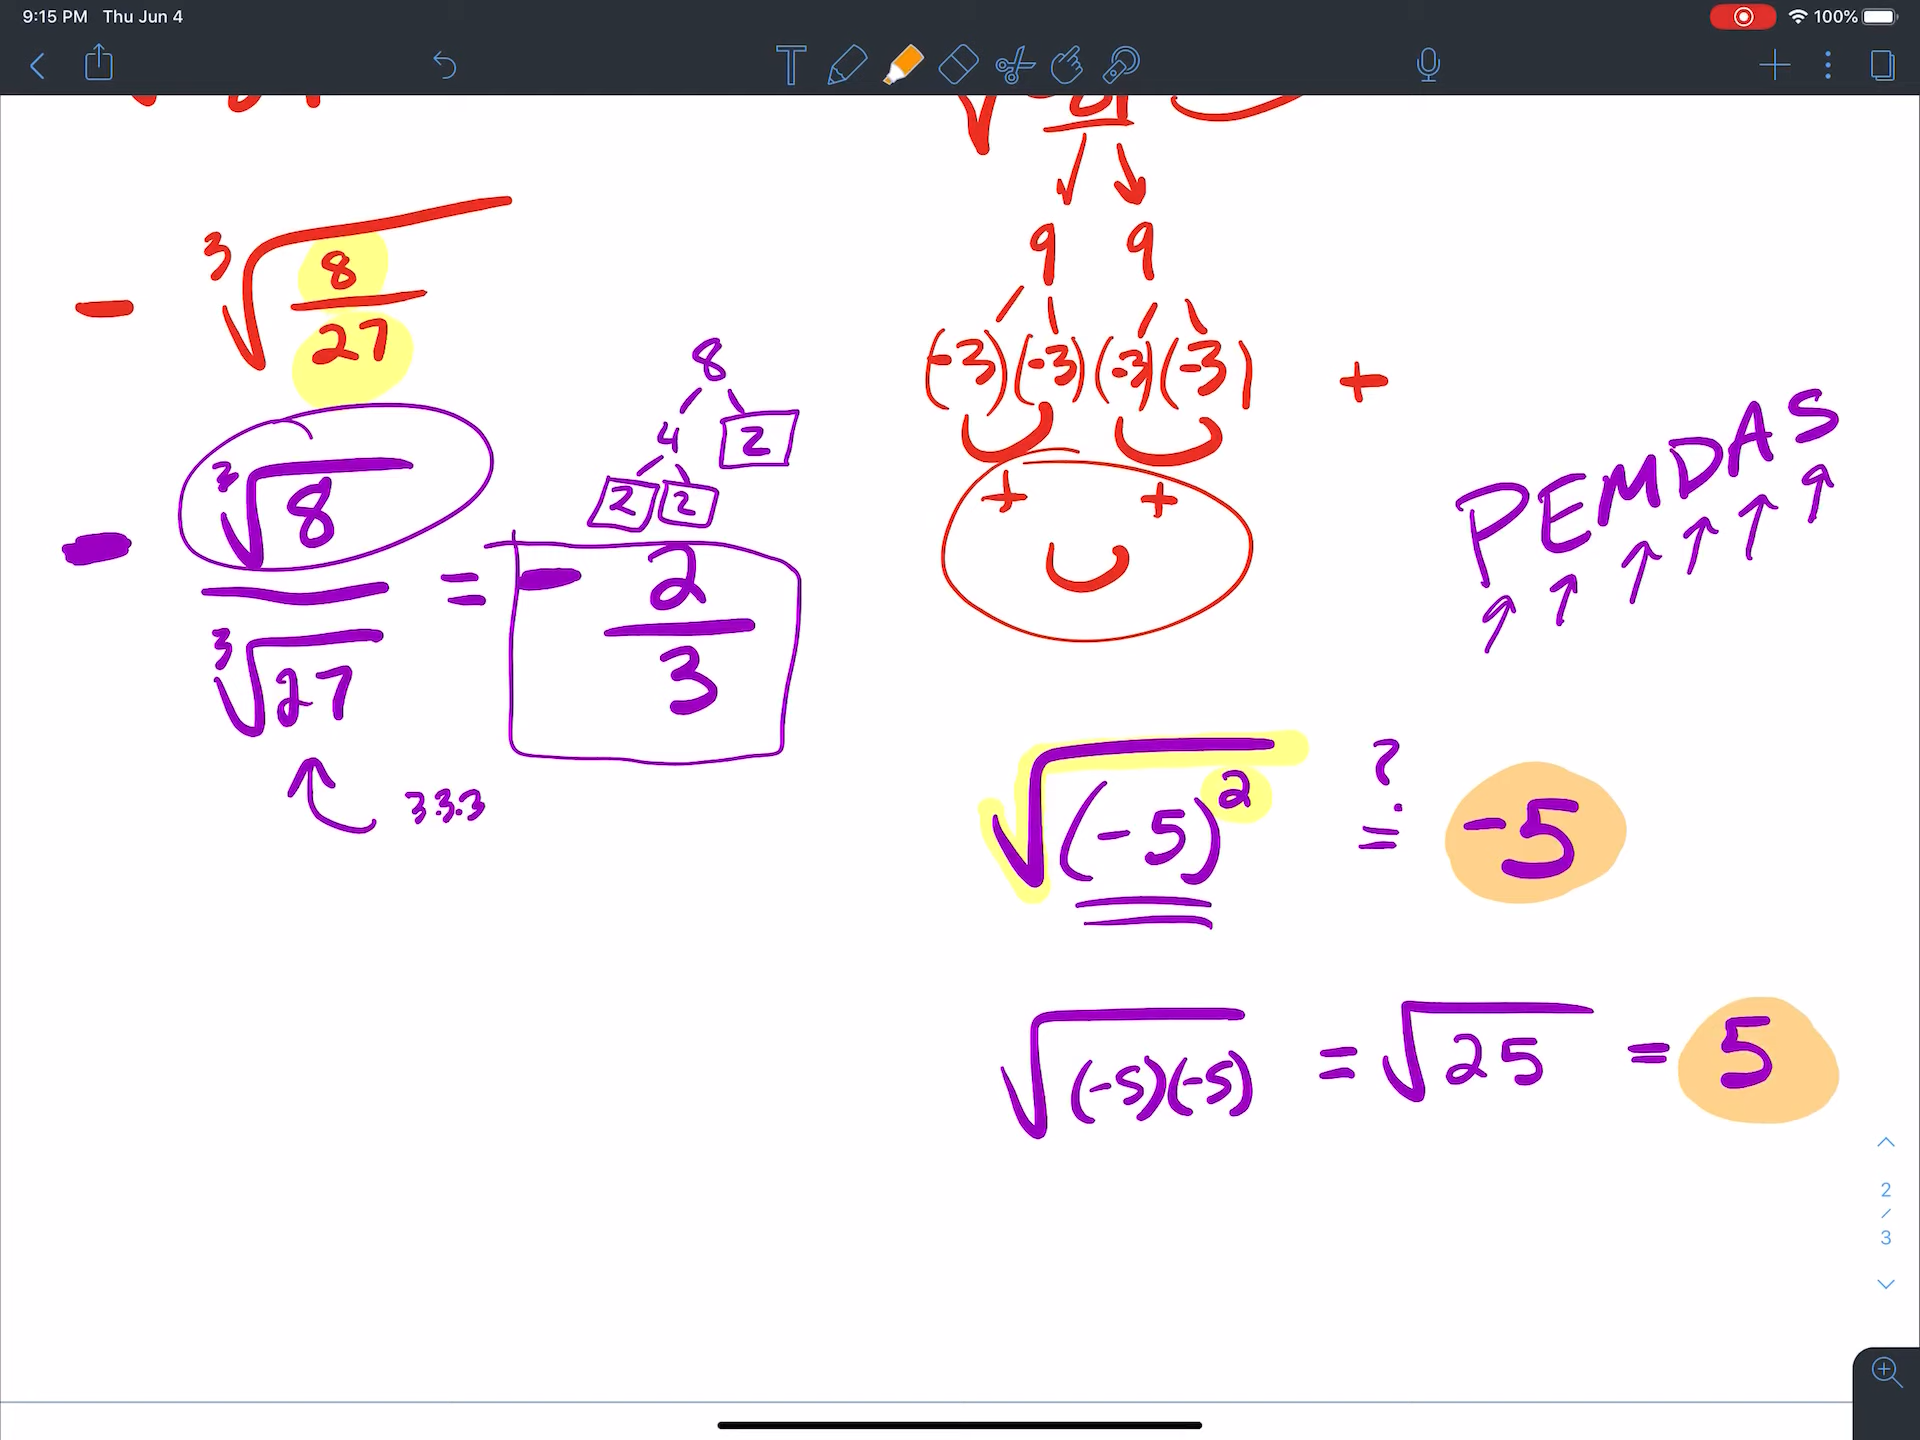 9:15 PM Thu Jun 4
100%
- ∛(8/27)
- ∛8 / ∛27 = - 2/3
3·3·3
8
4 2
2 2
9 9
(-3)(-3)(-3)(-3) +
+ +
PEMDAS
√(-5)² ?= -5
√(-5)(-5) = √25 = 5
2
/
3